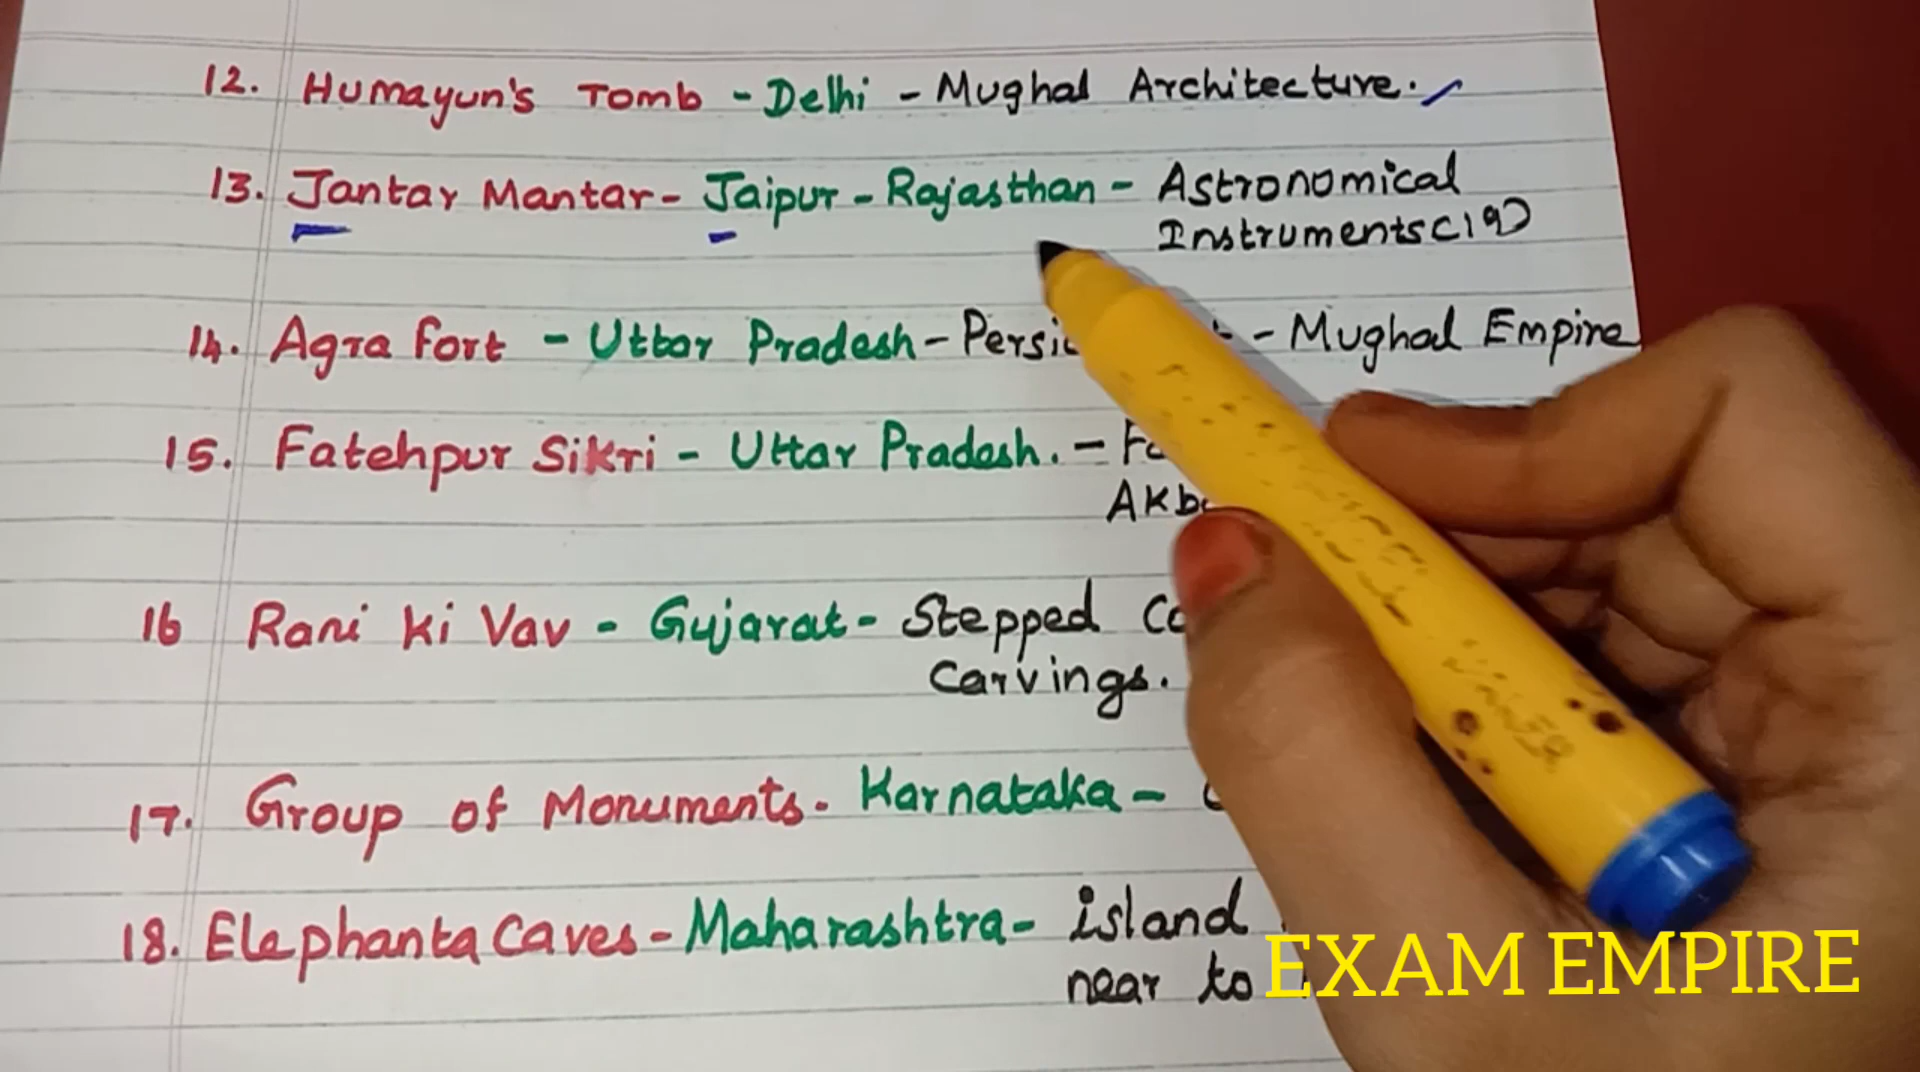 12. Humayun's Tomb - Delhi - Mughal Architecture.
13. Jantar Mantar - Jaipur - Rajasthan - Astronomical
Instruments(19)
14. Agra Fort - Uttar Pradesh - - Mughal Empire
15. Fatehpur Sikri - Uttar Pradesh. -
16 Rani Ki Vav - Gujarat - Stepped
Carvings.
17. Group of Monuments. Karnataka -
18. Elephanta Caves - Maharashtra - island
near to
EXAM EMPIRE